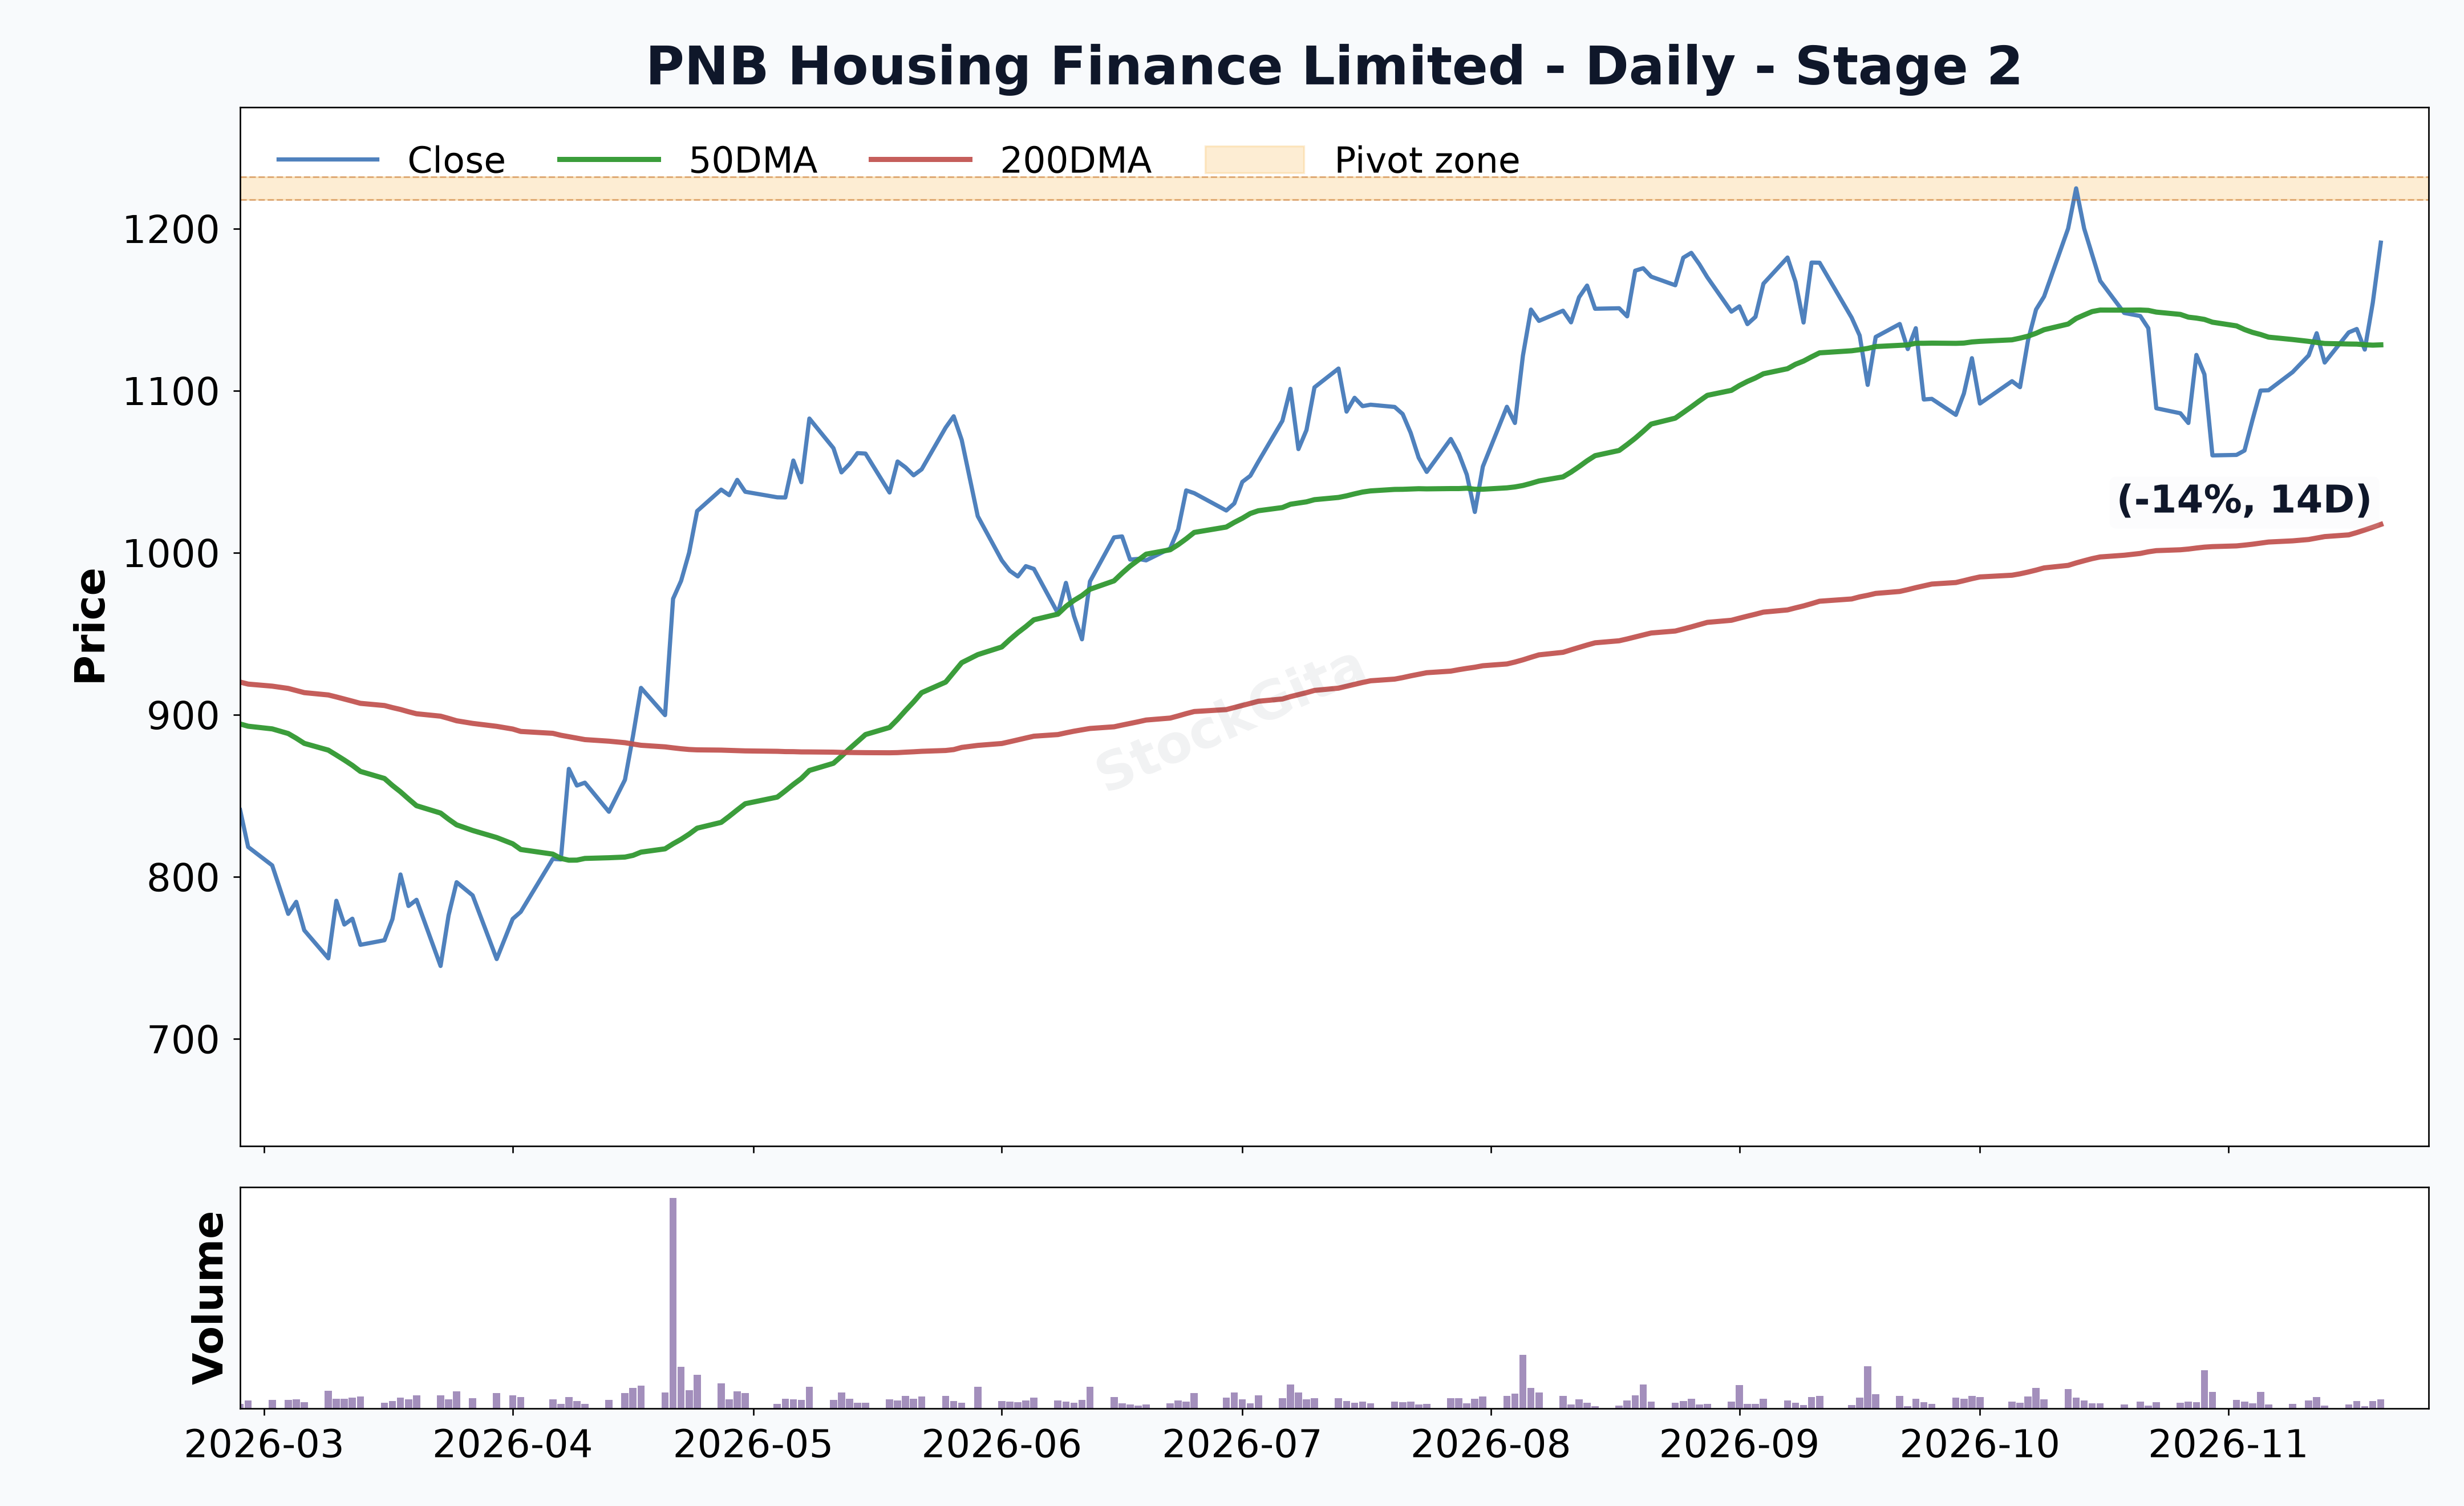 PNB Housing Finance Limited - Daily - Stage 2
Close 50DMA 200DMA Pivot zone
1200
1100
1000
900
800
700
Price
(-14%, 14D)
StockGita
Volume
2026-03 2026-04 2026-05 2026-06 2026-07 2026-08 2026-09 2026-10 2026-11